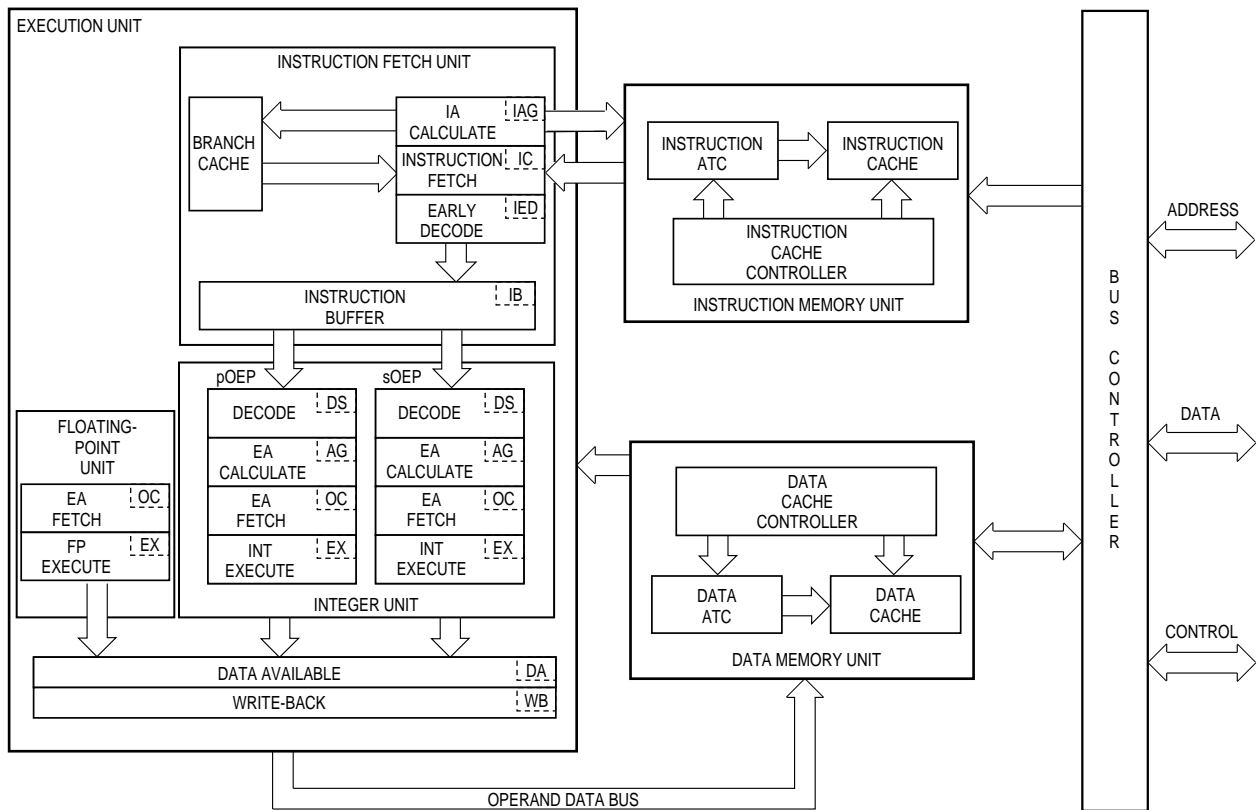 EXECUTION UNIT
INSTRUCTION FETCH UNIT
BRANCH
CACHE
IA
CALCULATE
IAG
INSTRUCTION
FETCH
IC
EARLY
DECODE
IED
INSTRUCTION
BUFFER
IB
pOEP
DECODE
DS
EA
CALCULATE
AG
EA
FETCH
OC
INT
EXECUTE
EX
sOEP
DECODE
DS
EA
CALCULATE
AG
EA
FETCH
OC
INT
EXECUTE
EX
INTEGER UNIT
FLOATING-
POINT
UNIT
EA
FETCH
OC
FP
EXECUTE
EX
DATA AVAILABLE
DA
WRITE-BACK
WB
INSTRUCTION
ATC
INSTRUCTION
CACHE
INSTRUCTION
CACHE
CONTROLLER
INSTRUCTION MEMORY UNIT
DATA
CACHE
CONTROLLER
DATA
ATC
DATA
CACHE
DATA MEMORY UNIT
OPERAND DATA BUS
BUS CONTROLLER
ADDRESS
DATA
CONTROL